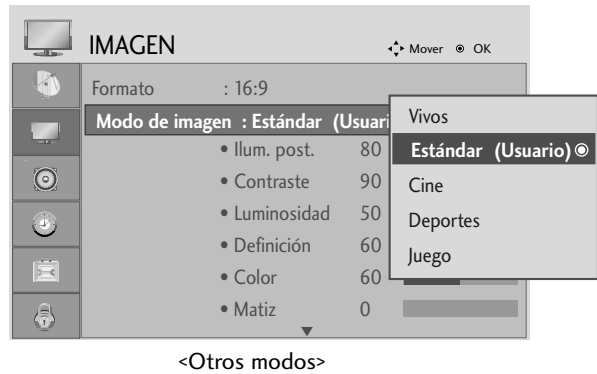 IMAGEN
Mover OK
Formato : 16:9
Modo de imagen : Estándar (Usuari
• Ilum. post. 80
• Contraste 90
• Luminosidad 50
• Definición 60
• Color 60
• Matiz 0
Vivos
Estándar (Usuario)
Cine
Deportes
Juego
<Otros modos>